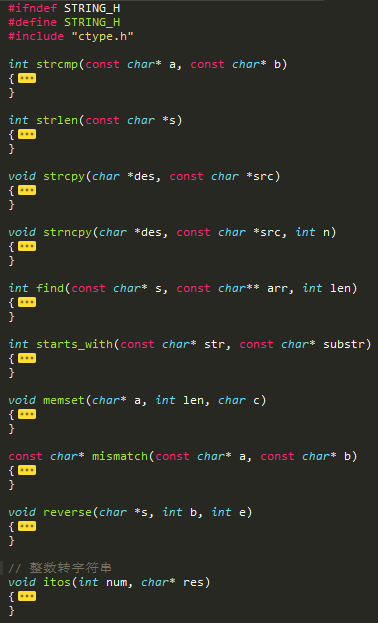 #ifndef STRING_H
#define STRING_H
#include "ctype.h"
int strcmp(const char* a, const char* b)
{...
}
int strlen(const char *s)
{...
}
void strcpy(char *des, const char *src)
{...
}
void strncpy(char *des, const char *src, int n)
{...
}
int find(const char* s, const char** arr, int len)
{...
}
int starts_with(const char* str, const char* substr)
{...
}
void memset(char* a, int len, char c)
{...
}
const char* mismatch(const char* a, const char* b)
{...
}
void reverse(char *s, int b, int e)
{...
}
// 整数转字符串
void itos(int num, char* res)
{...
}